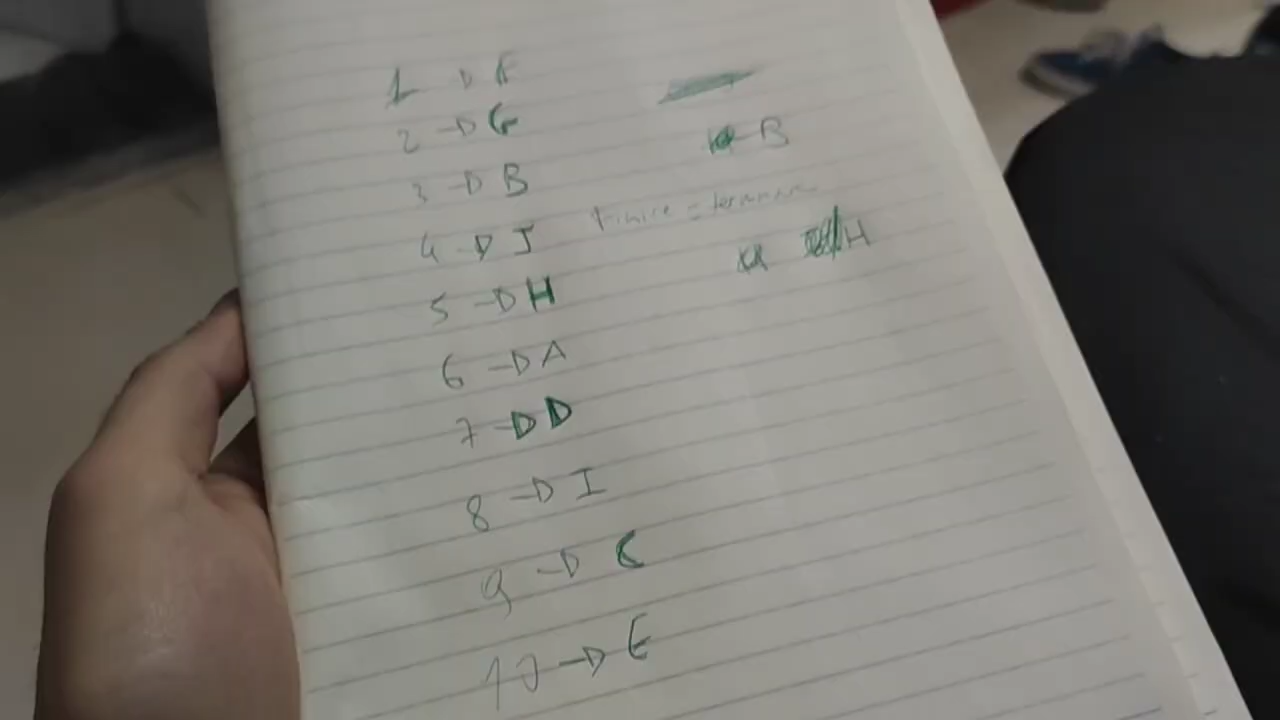 1 D F
2 -D G
3 -D B
4 -D J
5 -D H
6 -D A
7 -D D
8 -D I
9 -D C
10 -D E
B
H